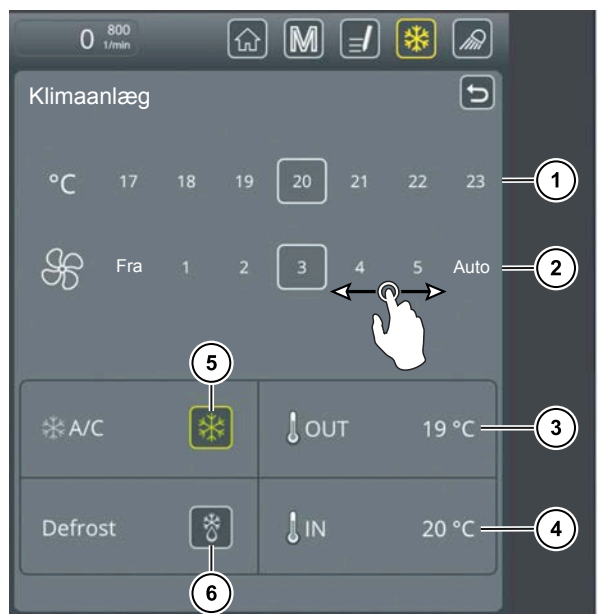 0 800 1/min
M
Klimaanlæg
°C 17 18 19 20 21 22 23 1
Fra 1 2 3 4 5 Auto 2
5
A/C OUT 19 °C 3
Defrost IN 20 °C 4
6